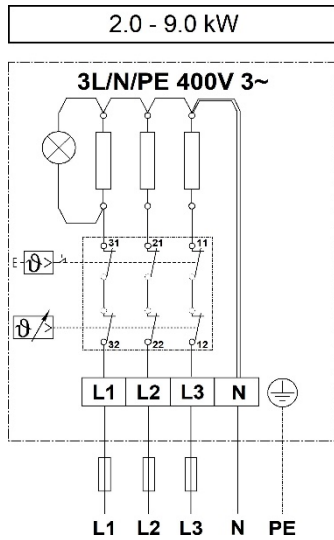 2.0 - 9.0 kW
3L/N/PE 400V 3~
31 21 11
E ϑ
ϑ
32 22 12
L1 L2 L3 N
L1 L2 L3 N PE